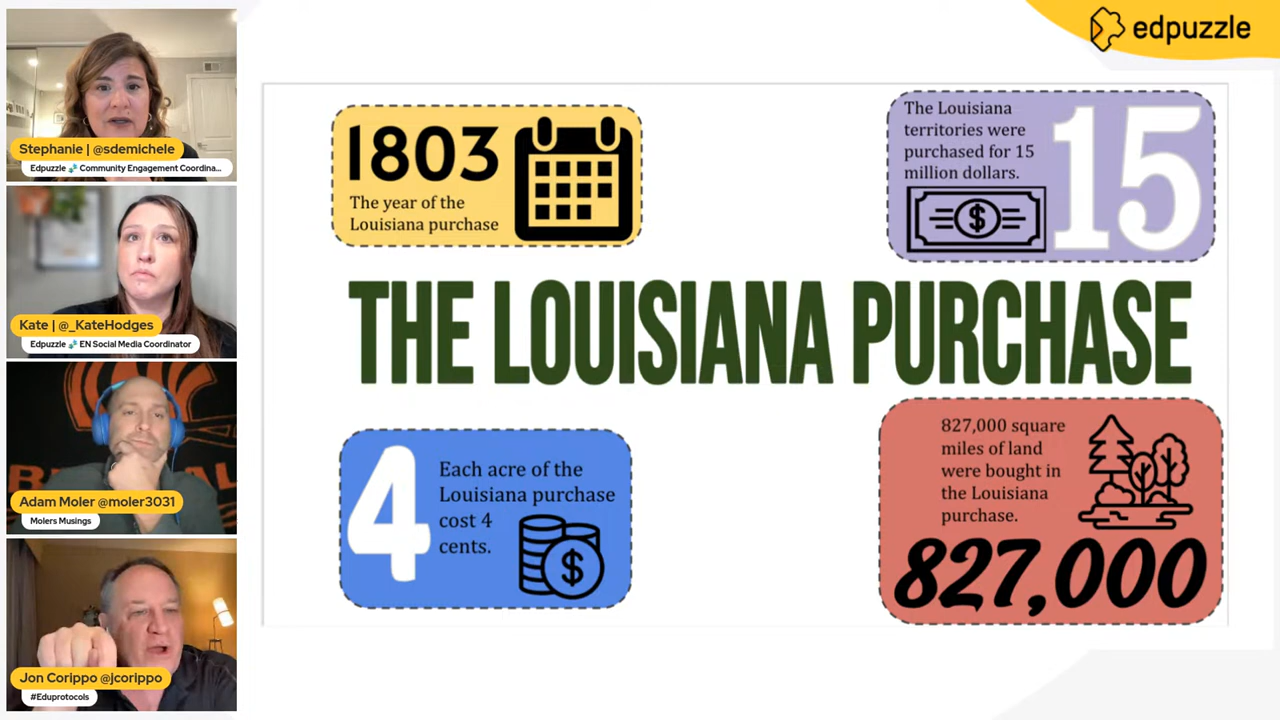 Stephanie | @sdemichele
Edpuzzle Community Engagement Coordina...
Kate | @_KateHodges
Edpuzzle EN Social Media Coordinator
Adam Moler @moler3031
Molers Musings
Jon Corippo @jcorippo
#Eduprotocols
edpuzzle
1803
The year of the
Louisiana purchase
The Louisiana
territories were
purchased for 15
million dollars.
15
THE LOUISIANA PURCHASE
4
Each acre of the
Louisiana purchase
cost 4
cents.
827,000 square
miles of land
were bought in
the Louisiana
purchase.
827,000